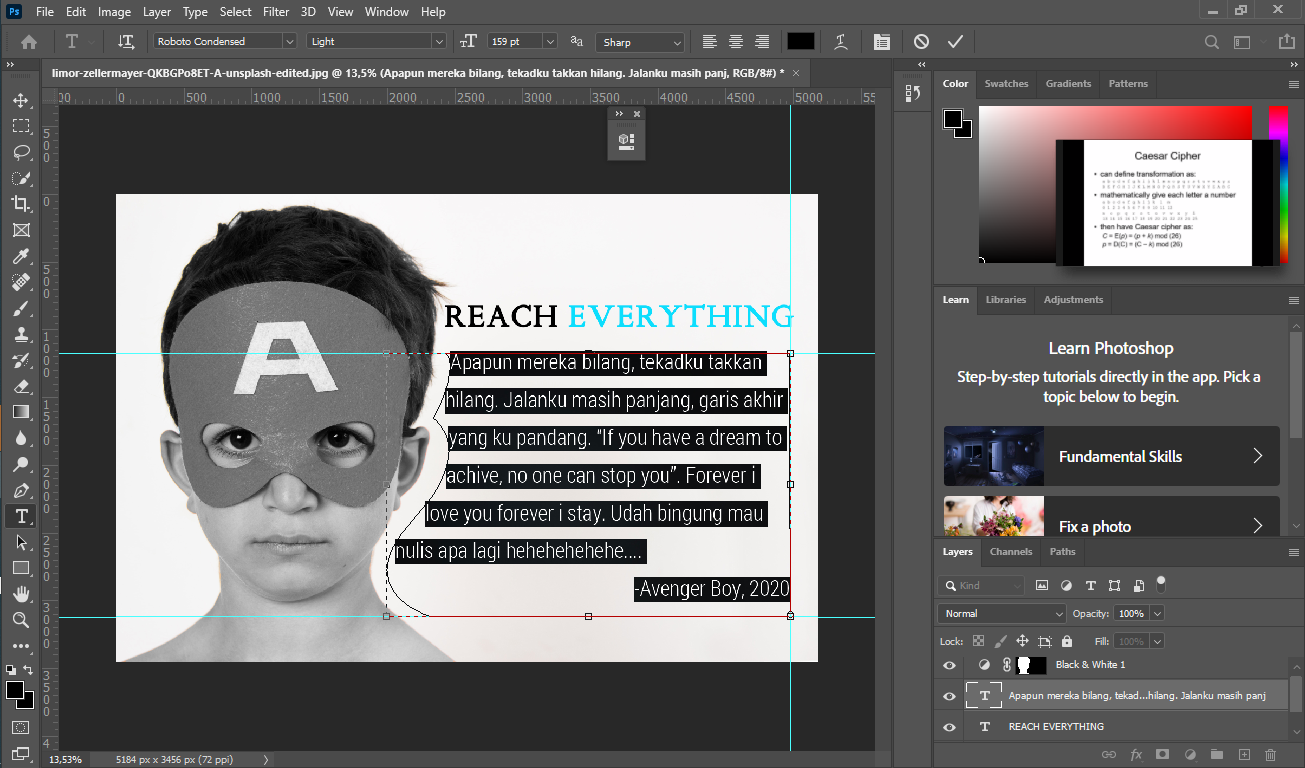 Ps File Edit Image Layer Type Select Filter 3D View Window Help
T Roboto Condensed Light 159 pt aa Sharp
limor-zellermayer-QKBGPo8ET-A-unsplash-edited.jpg @ 13,5% (Apapun mereka bilang, tekadku takkan hilang. Jalanku masih panj, RGB/8#) * ×
0 500 1000 1500 2000 2500 3000 3500 4000 4500 5000
A
REACH EVERYTHING
Apapun mereka bilang, tekadku takkan
hilang. Jalanku masih panjang, garis akhir
yang ku pandang. "If you have a dream to
achive, no one can stop you". Forever i
love you forever i stay. Udah bingung mau
nulis apa lagi hehehehehehe....
-Avenger Boy, 2020
13,53% 5184 px x 3456 px (72 ppi)
Color Swatches Gradients Patterns
Caesar Cipher
• can define transformation as:
• mathematically give each letter a number
• then have Caesar cipher as:
C = E(p) = (p + k) mod (26)
p = D(C) = (C – k) mod (26)
Learn Libraries Adjustments
Learn Photoshop
Step-by-step tutorials directly in the app. Pick a
topic below to begin.
Fundamental Skills
Fix a photo
Layers Channels Paths
Kind
Normal Opacity: 100%
Lock: Fill: 100%
Black & White 1
T Apapun mereka bilang, tekad...hilang. Jalanku masih panj
T REACH EVERYTHING
fx